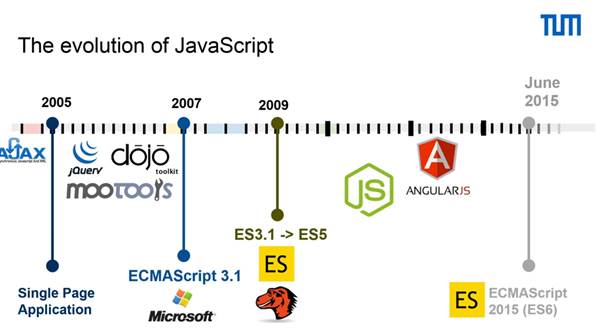 TUM
The evolution of JavaScript
2005
2007
2009
June
2015
AJAX
jQuery
dōjō
toolkit
mootools
JS
ANGULARJS
ES3.1 -> ES5
ES
ECMAScript 3.1
Microsoft
Single Page
Application
ES
ECMAScript
2015 (ES6)